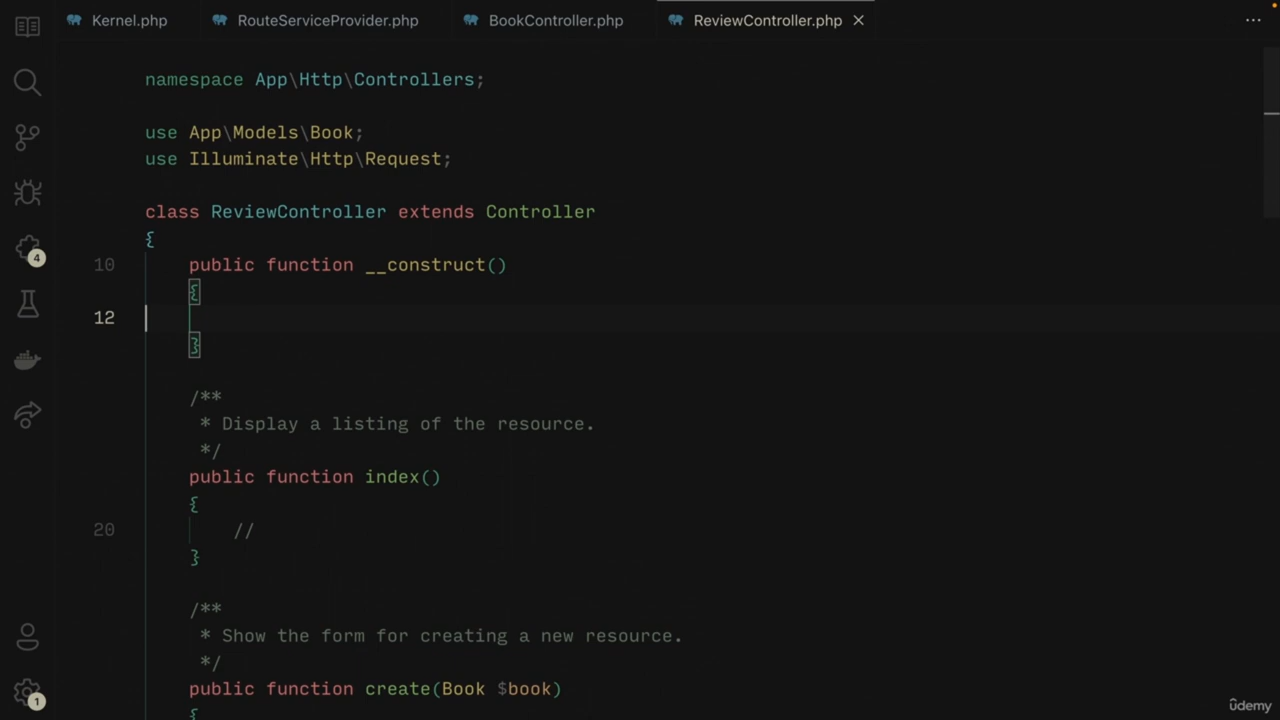 Kernel.php RouteServiceProvider.php BookController.php ReviewController.php
namespace App\Http\Controllers;
use App\Models\Book;
use Illuminate\Http\Request;
class ReviewController extends Controller
{
10 public function __construct()
{
12
}
/**
* Display a listing of the resource.
*/
public function index()
{
20 //
}
/**
* Show the form for creating a new resource.
*/
public function create(Book $book)
{
4
1
ûdemy